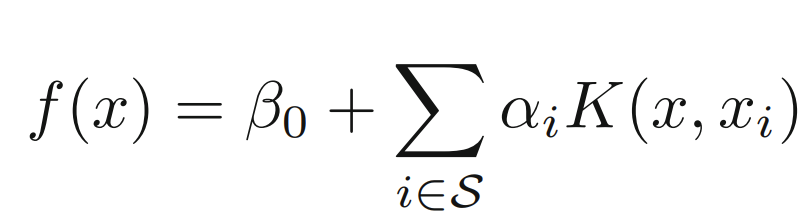 f(x) = β₀ + ∑ αᵢK(x, xᵢ)
i∈𝒮